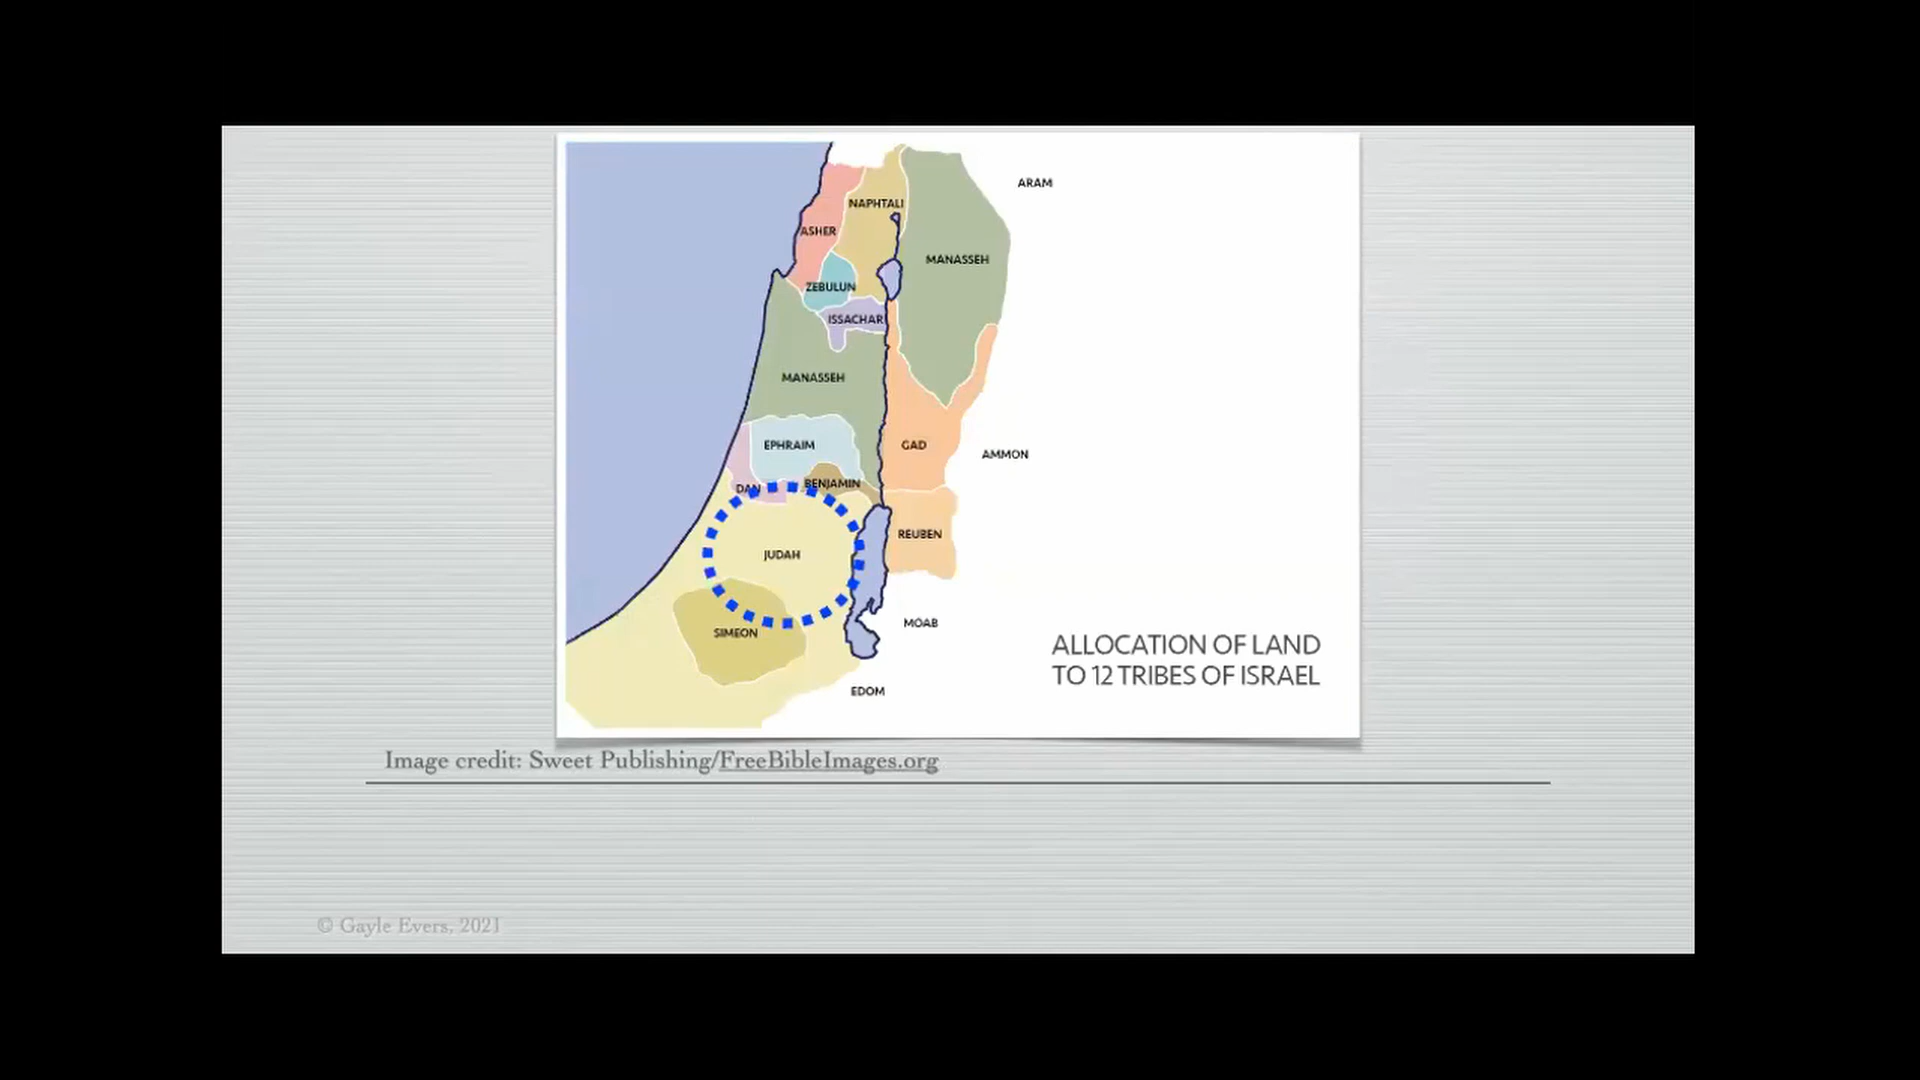 ARAM
NAPHTALI
ASHER
MANASSEH
ZEBULUN
ISSACHAR
MANASSEH
EPHRAIM
GAD
AMMON
DAN
BENJAMIN
REUBEN
JUDAH
MOAB
SIMEON
ALLOCATION OF LAND
TO 12 TRIBES OF ISRAEL
EDOM
Image credit: Sweet Publishing/FreeBibleImages.org
© Gayle Evers, 2021